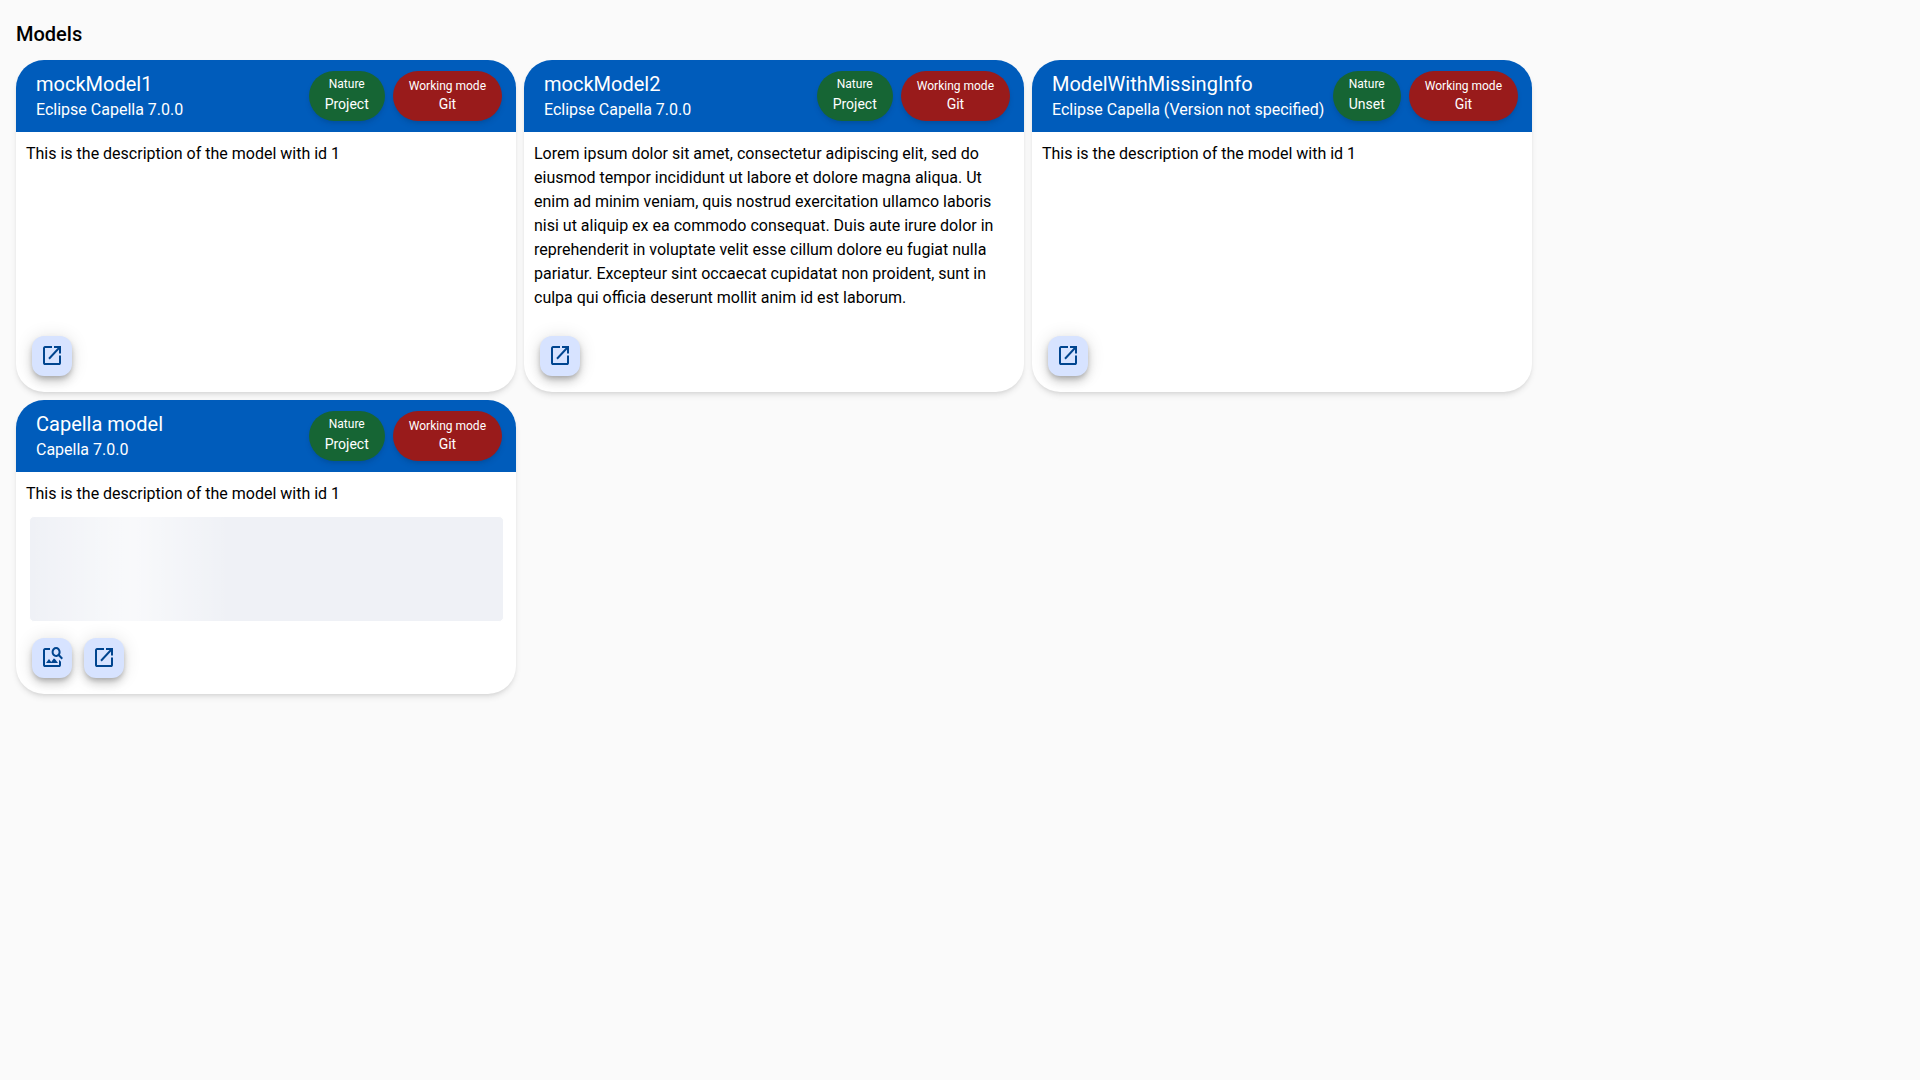 Models
mockModel1
Eclipse Capella 7.0.0
Nature
Project
Working mode
Git
This is the description of the model with id 1
mockModel2
Eclipse Capella 7.0.0
Nature
Project
Working mode
Git
Lorem ipsum dolor sit amet, consectetur adipiscing elit, sed do
eiusmod tempor incididunt ut labore et dolore magna aliqua. Ut
enim ad minim veniam, quis nostrud exercitation ullamco laboris
nisi ut aliquip ex ea commodo consequat. Duis aute irure dolor in
reprehenderit in voluptate velit esse cillum dolore eu fugiat nulla
pariatur. Excepteur sint occaecat cupidatat non proident, sunt in
culpa qui officia deserunt mollit anim id est laborum.
ModelWithMissingInfo
Eclipse Capella (Version not specified)
Nature
Unset
Working mode
Git
This is the description of the model with id 1
Capella model
Capella 7.0.0
Nature
Project
Working mode
Git
This is the description of the model with id 1